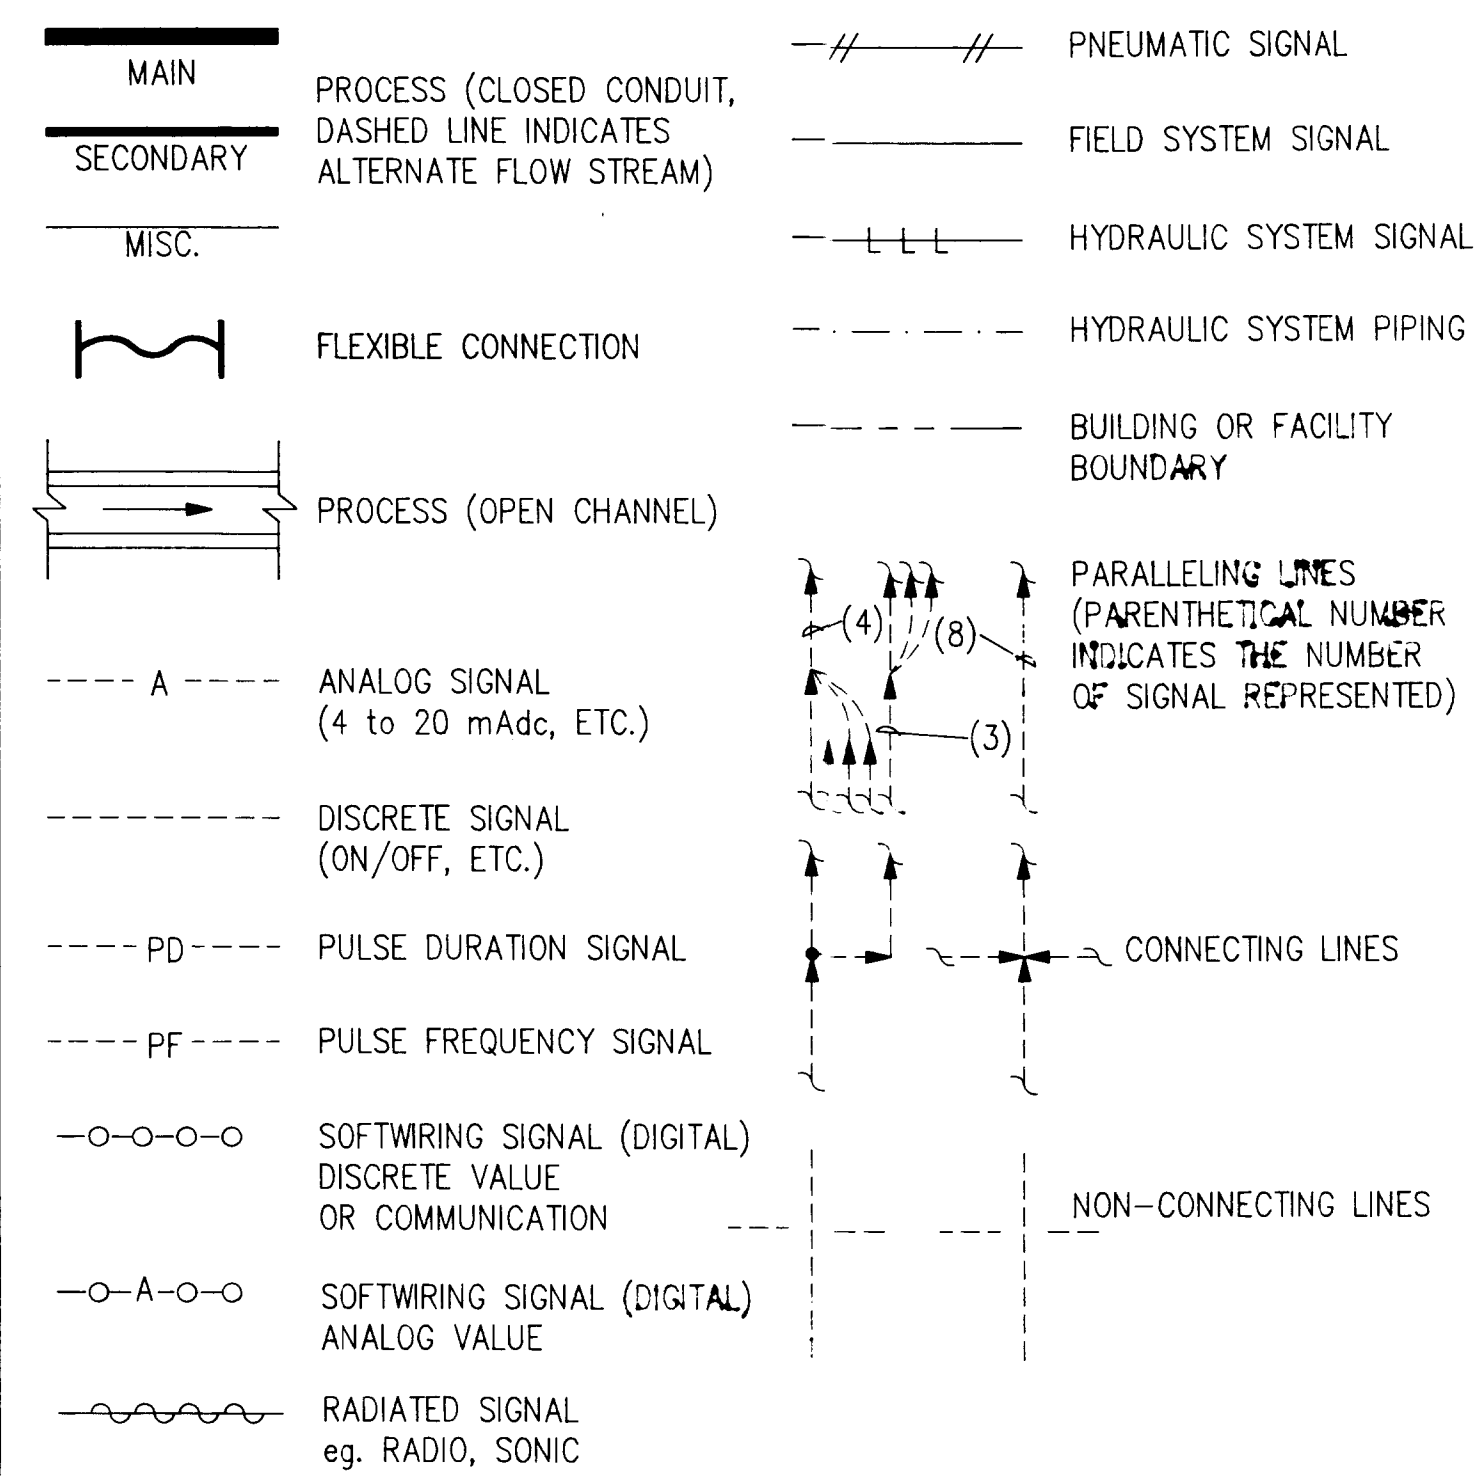 MAIN
PROCESS (CLOSED CONDUIT,
DASHED LINE INDICATES
ALTERNATE FLOW STREAM)
SECONDARY
MISC.
FLEXIBLE CONNECTION
PROCESS (OPEN CHANNEL)
A
ANALOG SIGNAL
(4 to 20 mAdc, ETC.)
DISCRETE SIGNAL
(ON/OFF, ETC.)
PD
PULSE DURATION SIGNAL
PF
PULSE FREQUENCY SIGNAL
SOFTWIRING SIGNAL (DIGITAL)
DISCRETE VALUE
OR COMMUNICATION
A
SOFTWIRING SIGNAL (DIGITAL)
ANALOG VALUE
RADIATED SIGNAL
eg. RADIO, SONIC
PNEUMATIC SIGNAL
FIELD SYSTEM SIGNAL
L L L
HYDRAULIC SYSTEM SIGNAL
HYDRAULIC SYSTEM PIPING
BUILDING OR FACILITY
BOUNDARY
(4)
(8)
(3)
PARALLELING LINES
(PARENTHETICAL NUMBER
INDICATES THE NUMBER
OF SIGNAL REPRESENTED)
CONNECTING LINES
NON-CONNECTING LINES